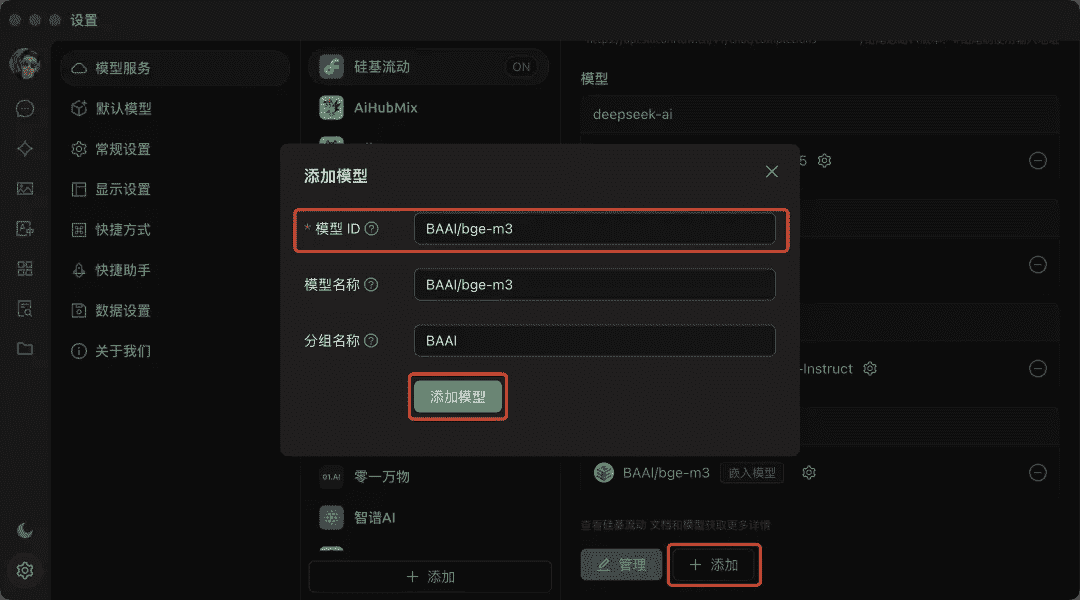 设置
模型服务
默认模型
常规设置
显示设置
快捷方式
快捷助手
数据设置
关于我们
硅基流动
ON
AiHubMix
01.AI
零一万物
智谱AI
添加
模型
deepseek-ai
5
-Instruct
BAAI/bge-m3
嵌入模型
查看硅基流动 文档和模型获取更多详情
管理
添加
添加模型
* 模型 ID
BAAI/bge-m3
模型名称
BAAI/bge-m3
分组名称
BAAI
添加模型